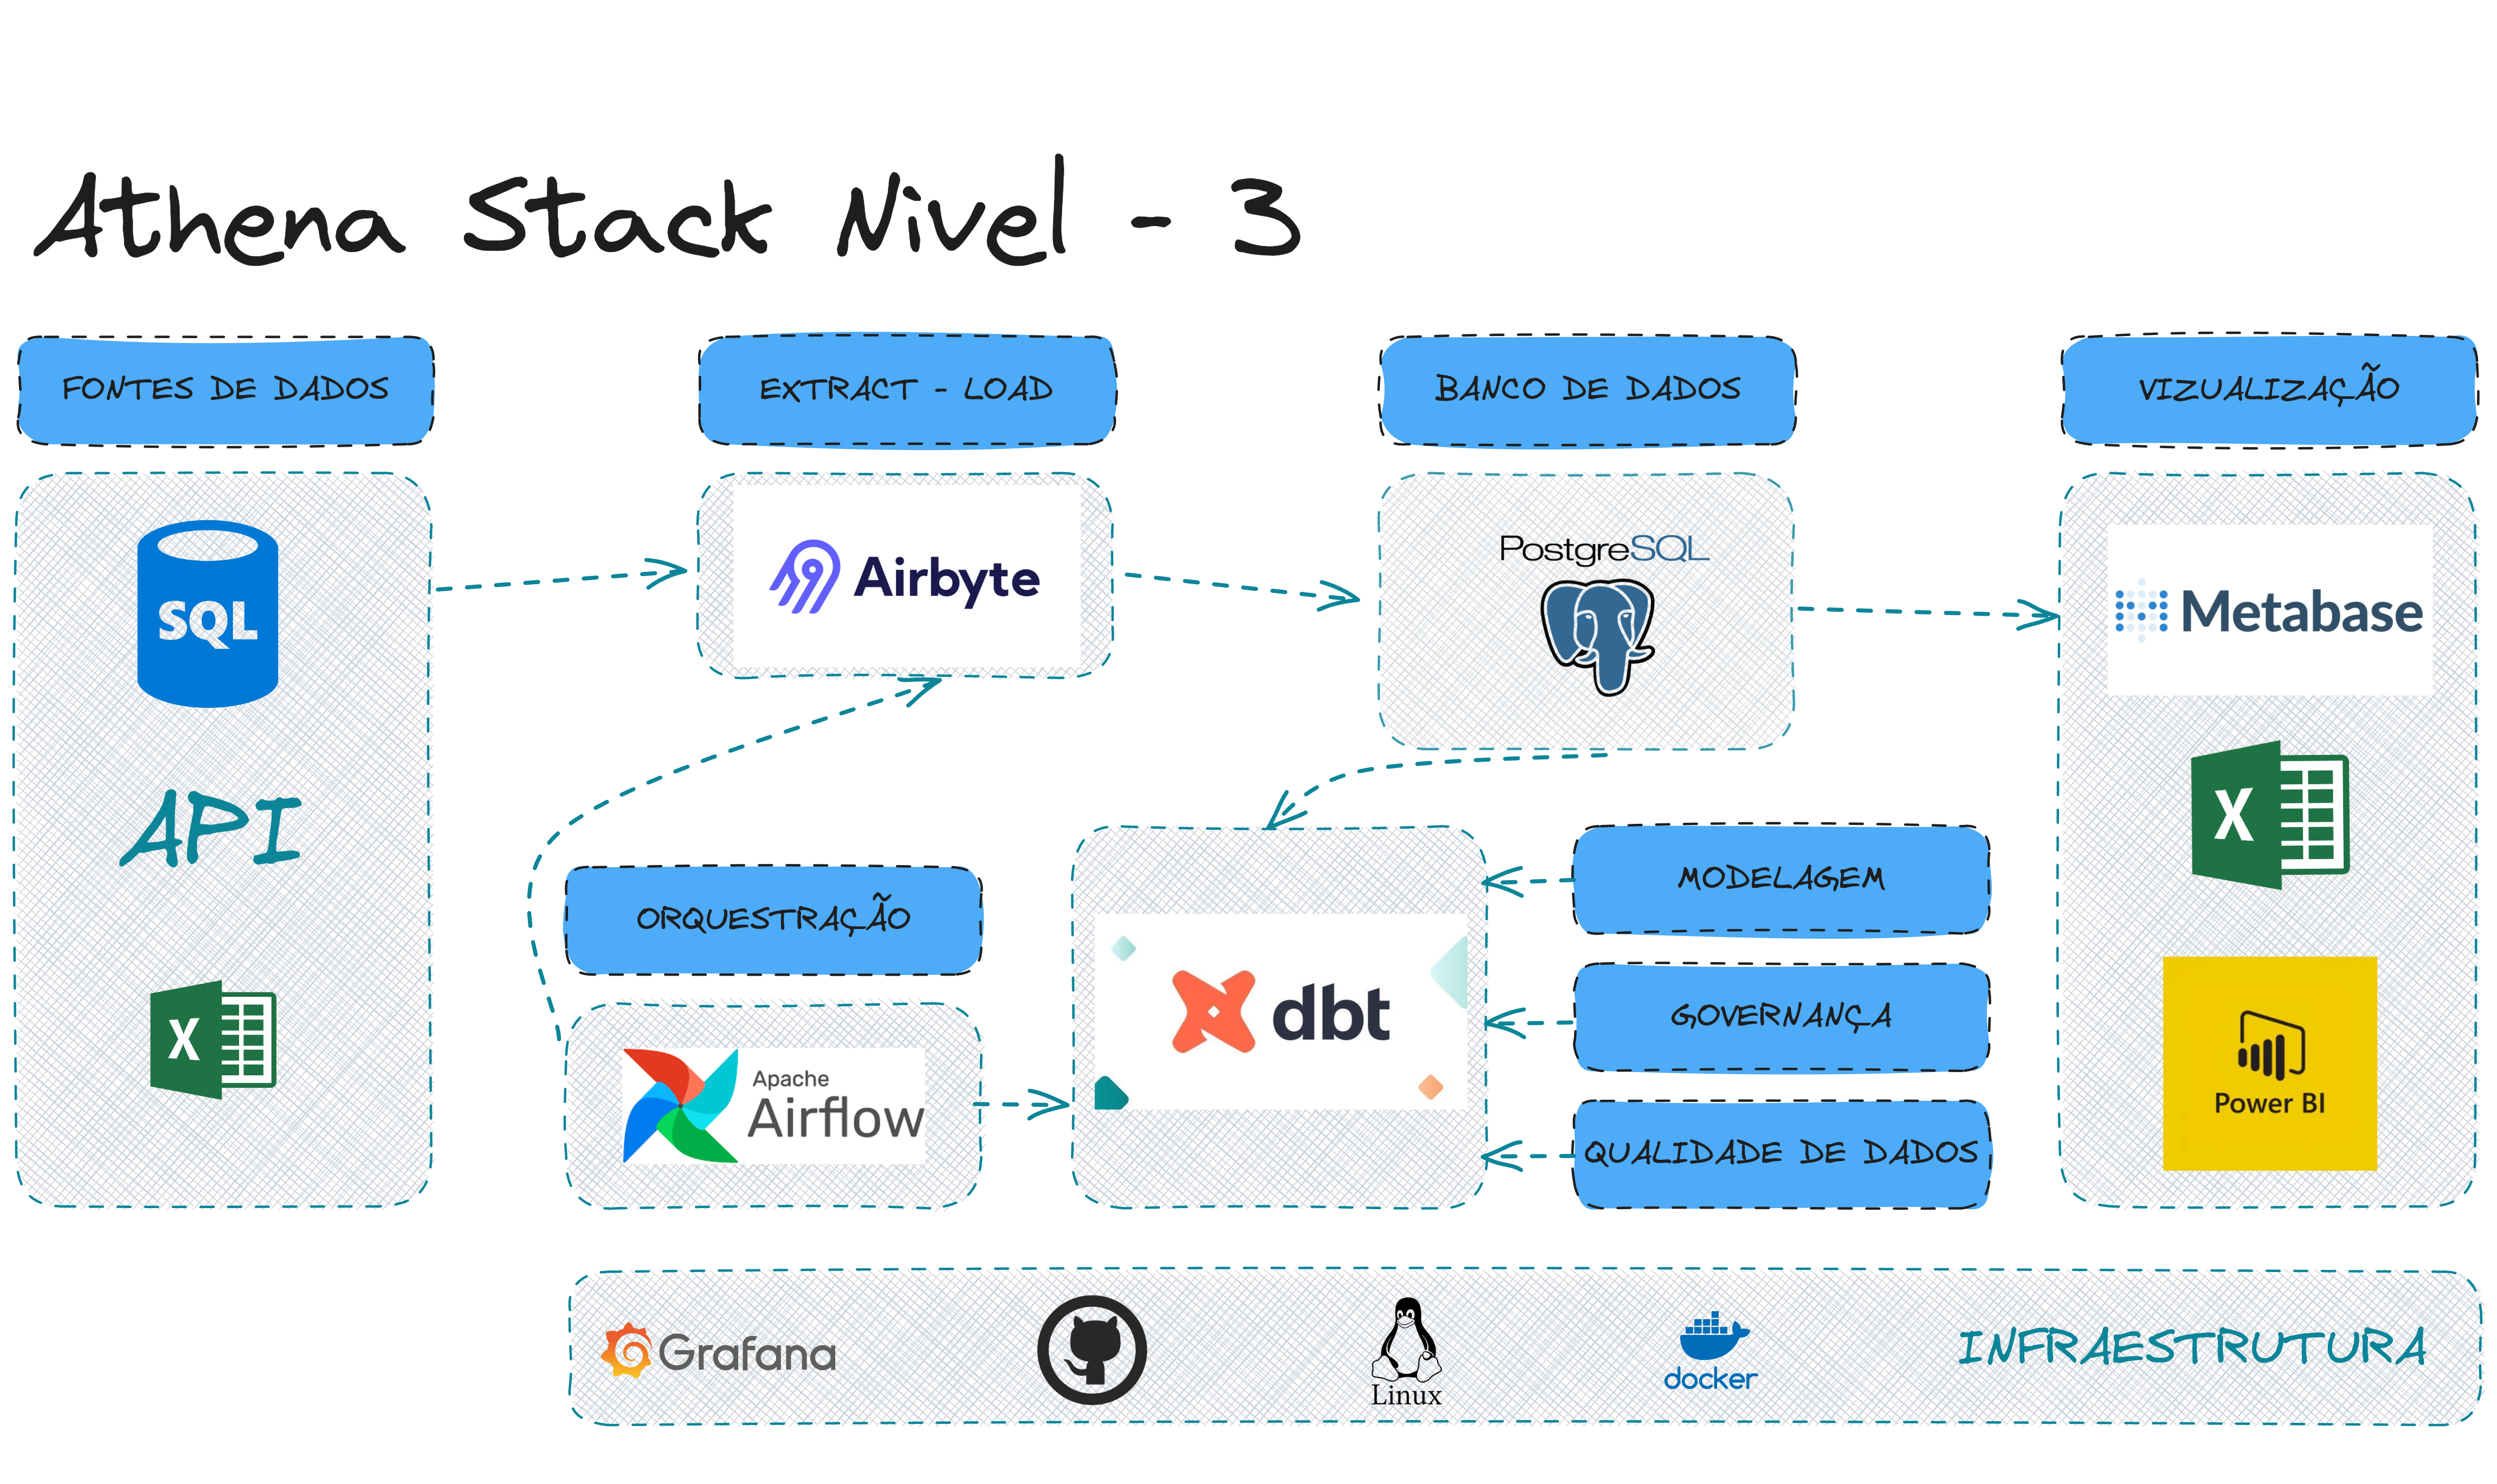 Athena Stack Nivel - 3
FONTES DE DADOS
EXTRACT - LOAD
BANCO DE DADOS
VIZUALIZAÇÃO
SQL
API
X
Airbyte
PostgreSQL
Metabase
X
Power BI
ORQUESTRAÇÃO
Apache
Airflow
dbt
MODELAGEM
GOVERNANÇA
QUALIDADE DE DADOS
Grafana
Linux
docker
INFRAESTRUTURA